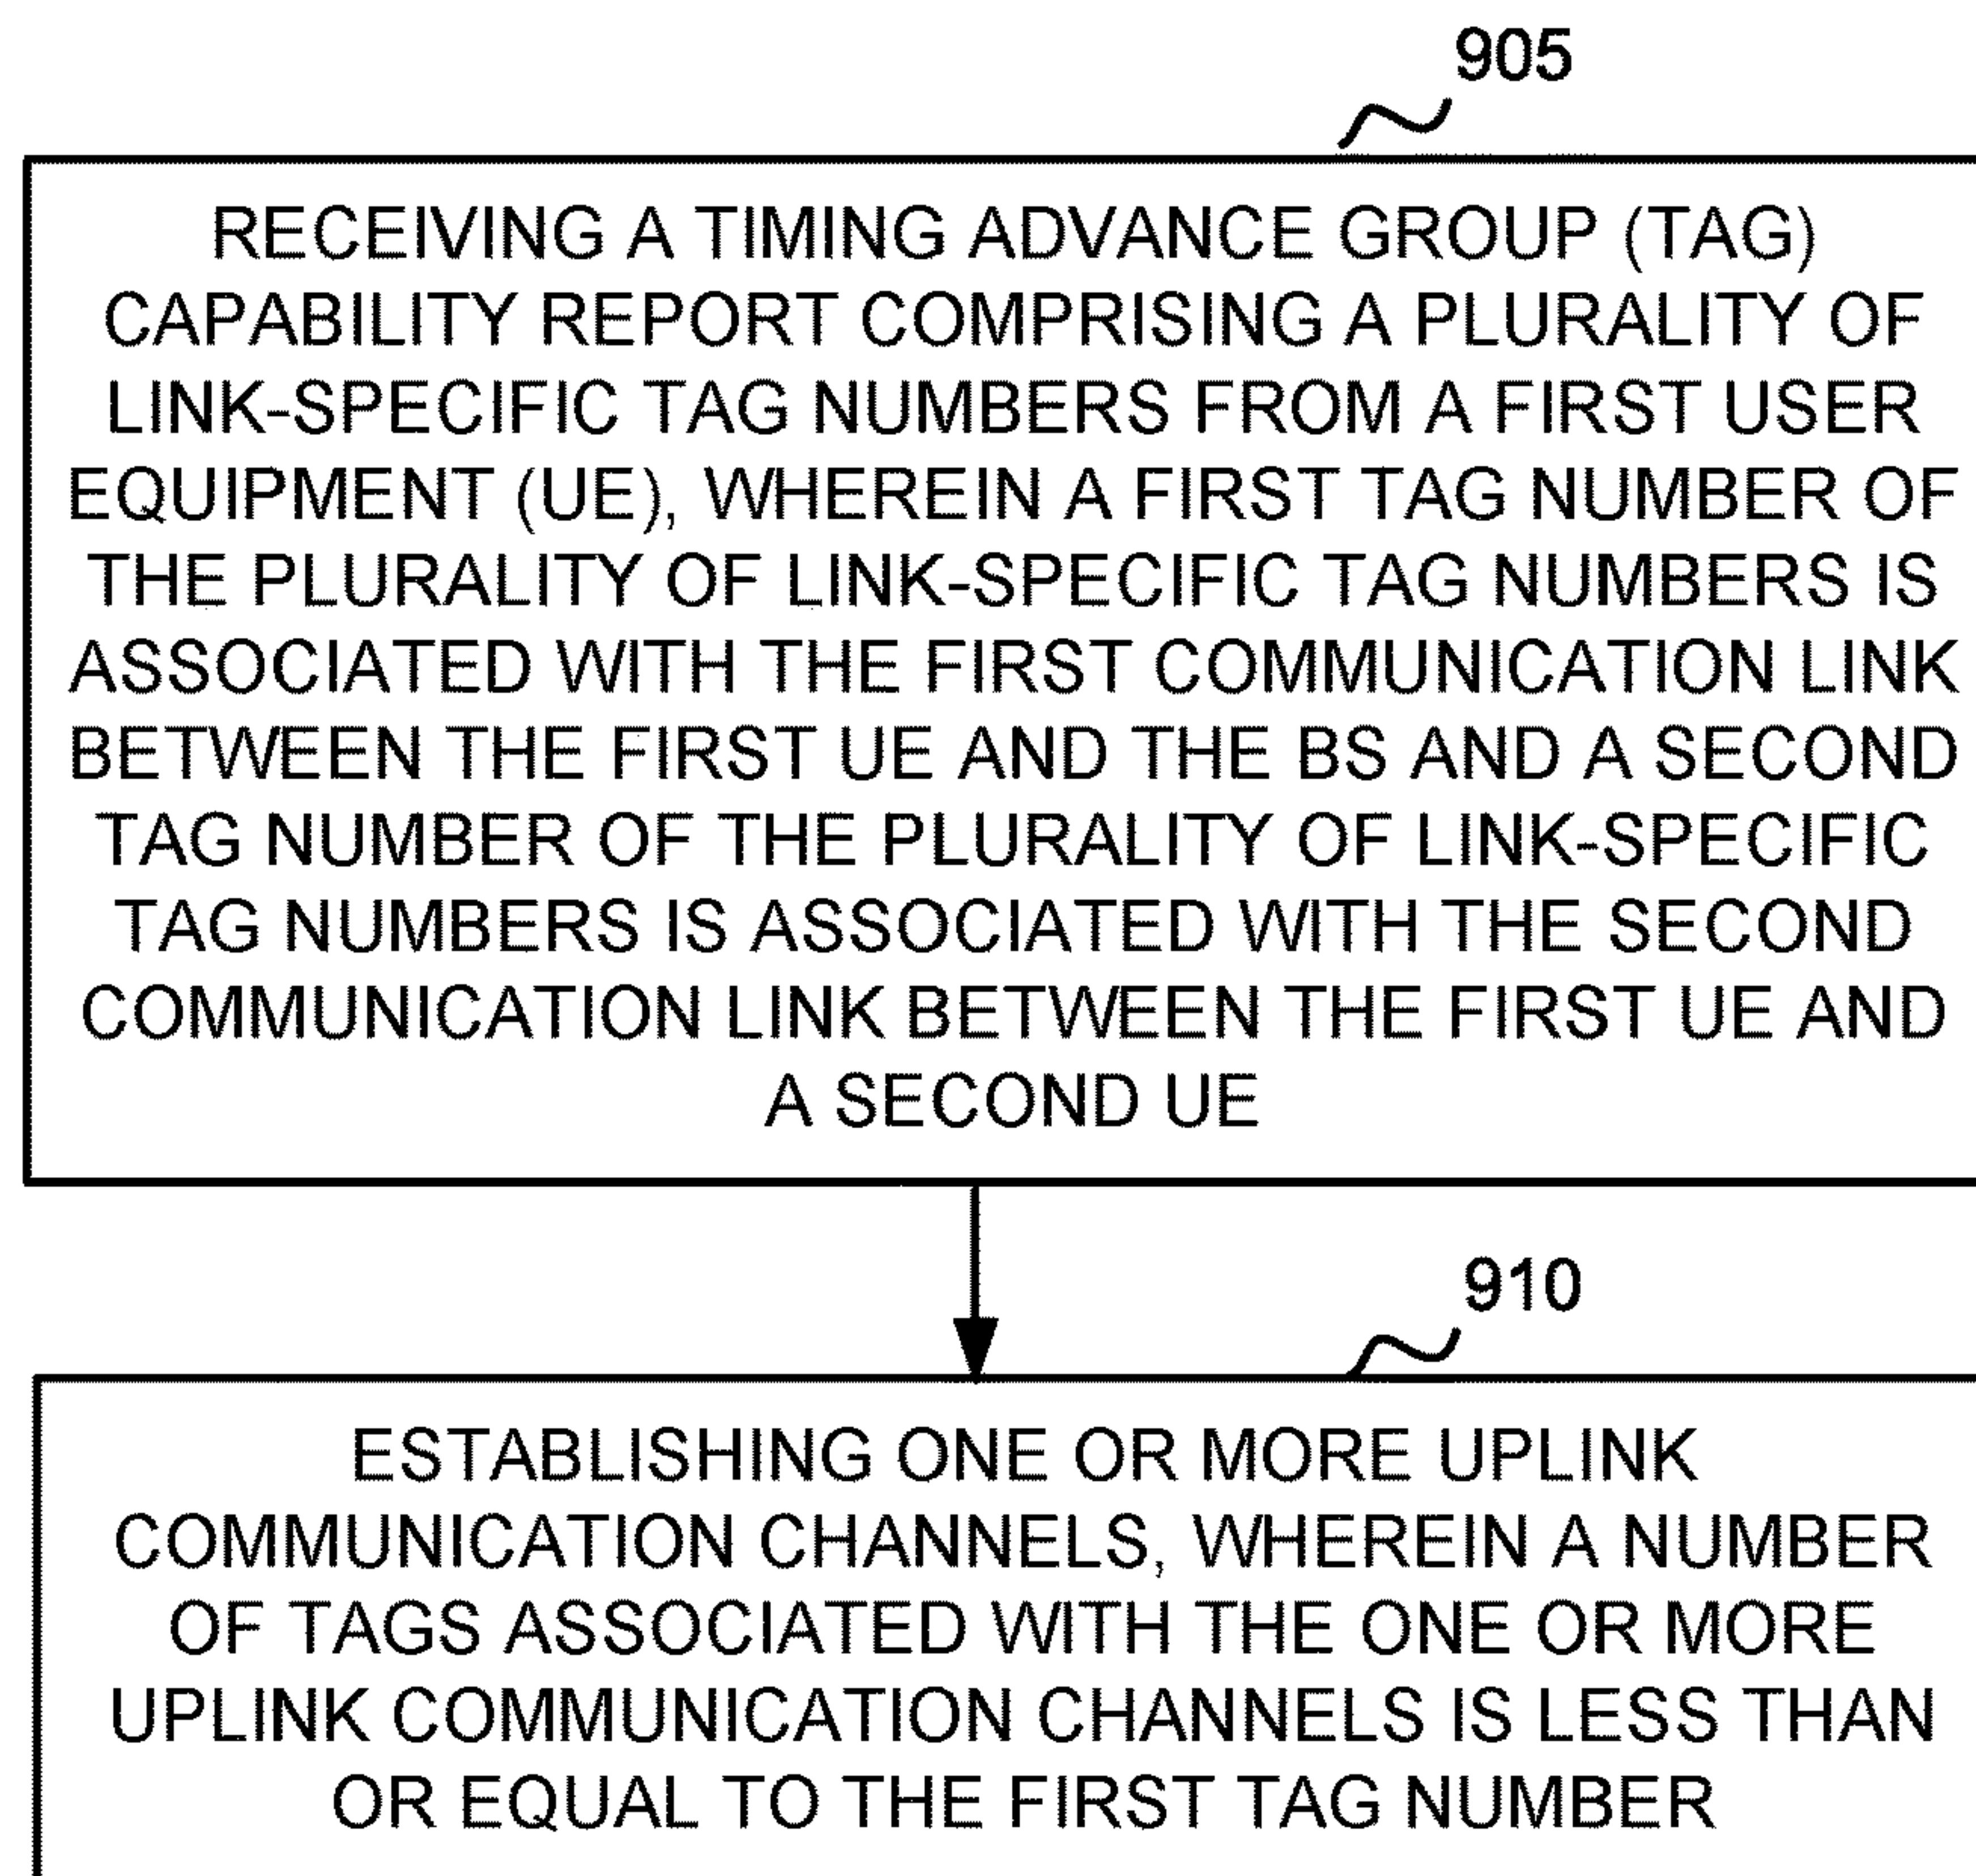 905
RECEIVING A TIMING ADVANCE GROUP (TAG)
CAPABILITY REPORT COMPRISING A PLURALITY OF
LINK-SPECIFIC TAG NUMBERS FROM A FIRST USER
EQUIPMENT (UE), WHEREIN A FIRST TAG NUMBER OF
THE PLURALITY OF LINK-SPECIFIC TAG NUMBERS IS
ASSOCIATED WITH THE FIRST COMMUNICATION LINK
BETWEEN THE FIRST UE AND THE BS AND A SECOND
TAG NUMBER OF THE PLURALITY OF LINK-SPECIFIC
TAG NUMBERS IS ASSOCIATED WITH THE SECOND
COMMUNICATION LINK BETWEEN THE FIRST UE AND
A SECOND UE
910
ESTABLISHING ONE OR MORE UPLINK
COMMUNICATION CHANNELS, WHEREIN A NUMBER
OF TAGS ASSOCIATED WITH THE ONE OR MORE
UPLINK COMMUNICATION CHANNELS IS LESS THAN
OR EQUAL TO THE FIRST TAG NUMBER